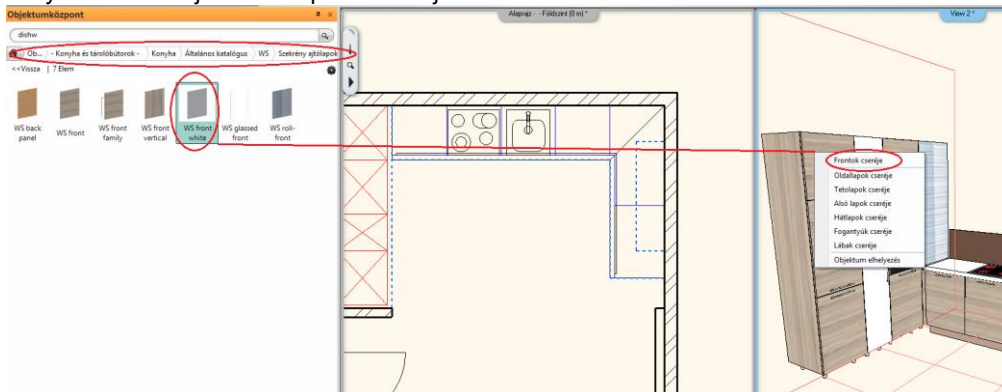 Objektumközpont
dishw
Ob... - Konyha és tárolóbútorok - Konyha Általános katalógus WS Szekrény ajtólapok
<<Vissza | 7 Elem
WS back panel
WS front
WS front family
WS front vertical
WS front white
WS glassed front
WS roll-front
Alaprajz - - Földszint (0 m) *
View 2 *
Frontok cseréje
Oldallapok cseréje
Tetolapok cseréje
Alsó lapok cseréje
Hátlapok cseréje
Fogantyúk cseréje
Lábak cseréje
Objektum elhelyezés